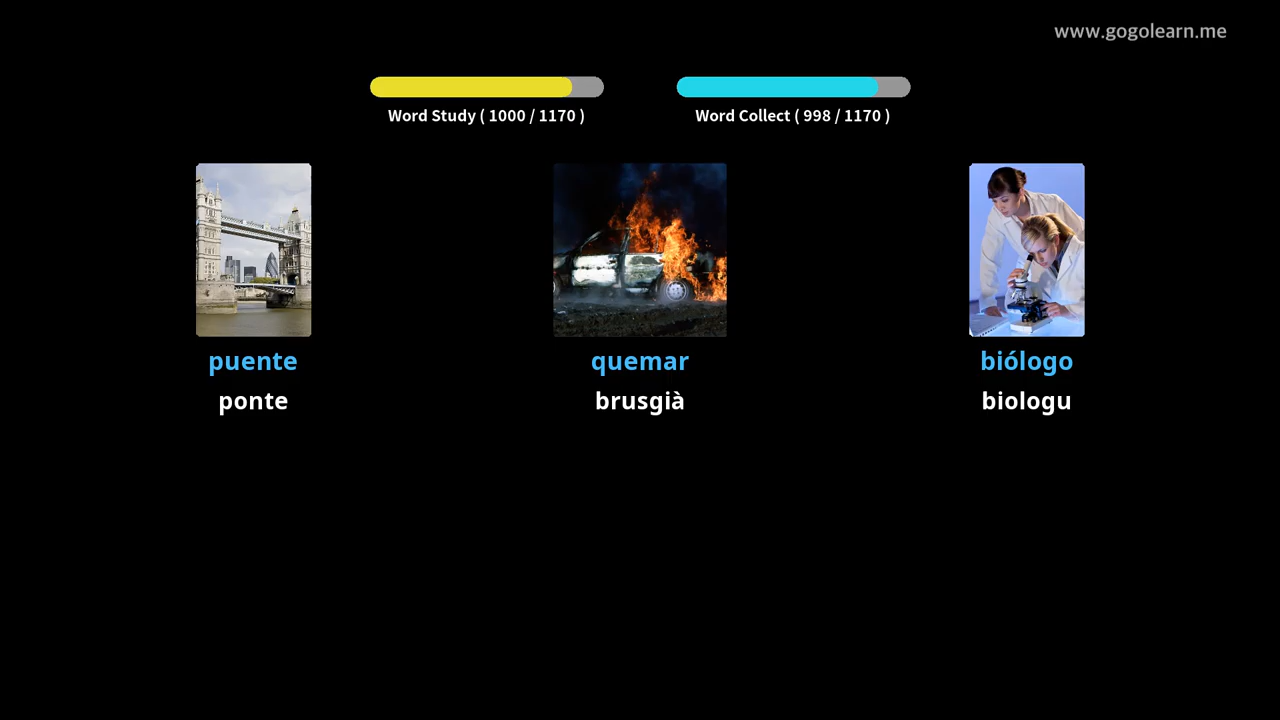 www.gogolearn.me
Word Study ( 1000 / 1170 )
Word Collect ( 998 / 1170 )
puente
quemar
biólogo
ponte
brusgià
biologu